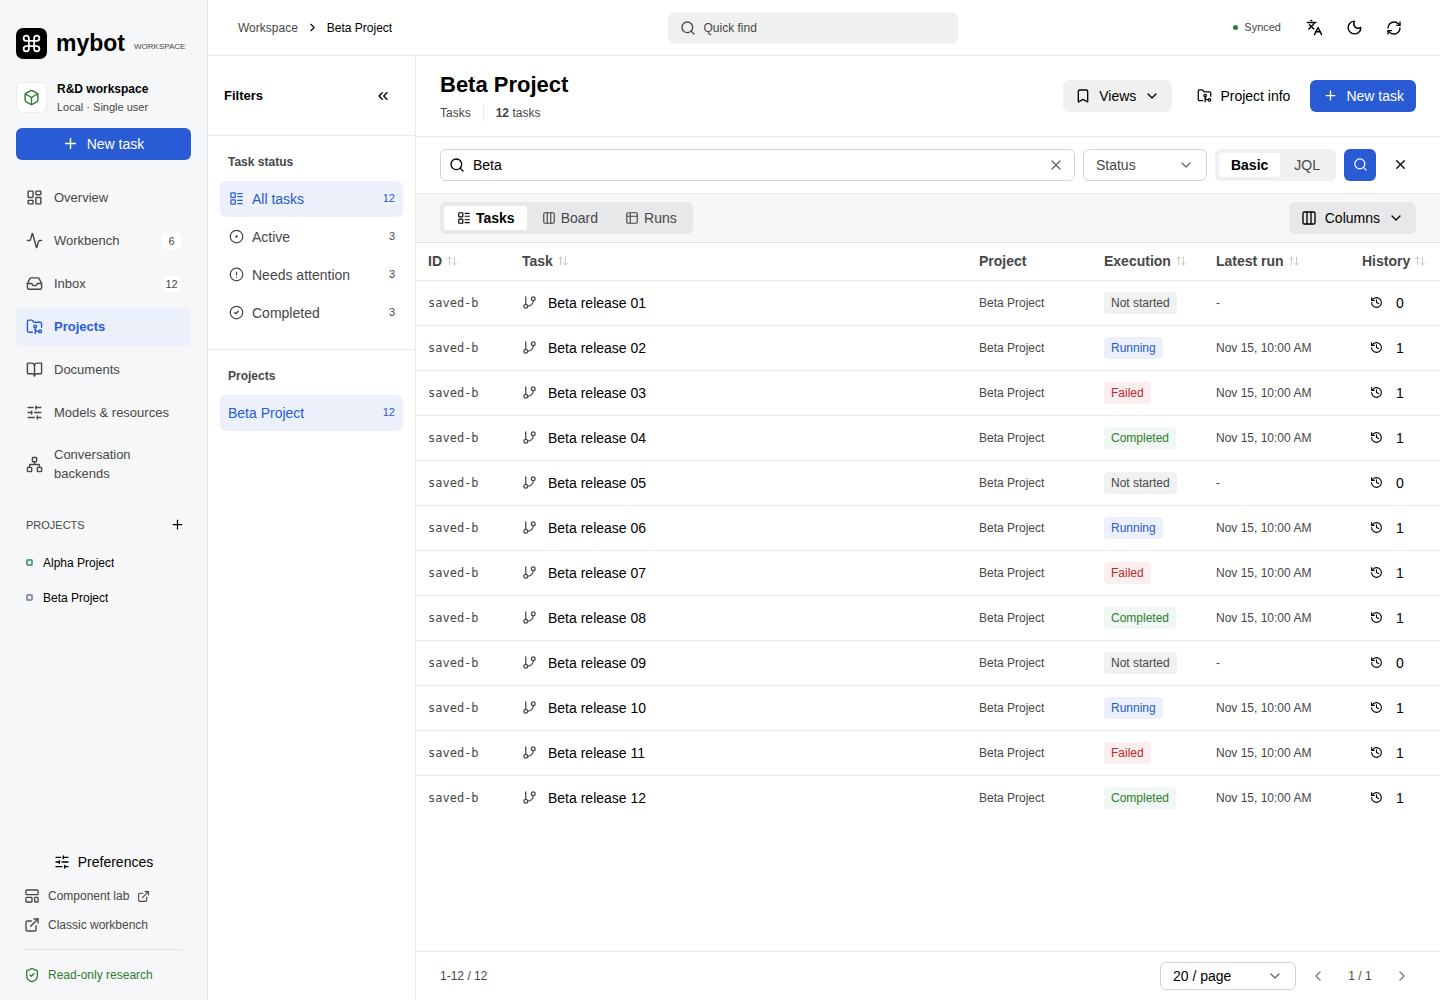 mybot WORKSPACE
R&D workspace
Local · Single user
New task
Overview
Workbench 6
Inbox 12
Projects
Documents
Models & resources
Conversation
backends
PROJECTS
Alpha Project
Beta Project
Preferences
Component lab
Classic workbench
Read-only research
Workspace Beta Project
Quick find
Synced
Filters
Task status
All tasks 12
Active 3
Needs attention 3
Completed 3
Projects
Beta Project 12
Beta Project
Tasks 12 tasks
Views Project info New task
Beta Status Basic JQL
Tasks Board Runs Columns
ID Task Project Execution Latest run History
saved-b Beta release 01 Beta Project Not started - 0
saved-b Beta release 02 Beta Project Running Nov 15, 10:00 AM 1
saved-b Beta release 03 Beta Project Failed Nov 15, 10:00 AM 1
saved-b Beta release 04 Beta Project Completed Nov 15, 10:00 AM 1
saved-b Beta release 05 Beta Project Not started - 0
saved-b Beta release 06 Beta Project Running Nov 15, 10:00 AM 1
saved-b Beta release 07 Beta Project Failed Nov 15, 10:00 AM 1
saved-b Beta release 08 Beta Project Completed Nov 15, 10:00 AM 1
saved-b Beta release 09 Beta Project Not started - 0
saved-b Beta release 10 Beta Project Running Nov 15, 10:00 AM 1
saved-b Beta release 11 Beta Project Failed Nov 15, 10:00 AM 1
saved-b Beta release 12 Beta Project Completed Nov 15, 10:00 AM 1
1-12 / 12 20 / page 1 / 1